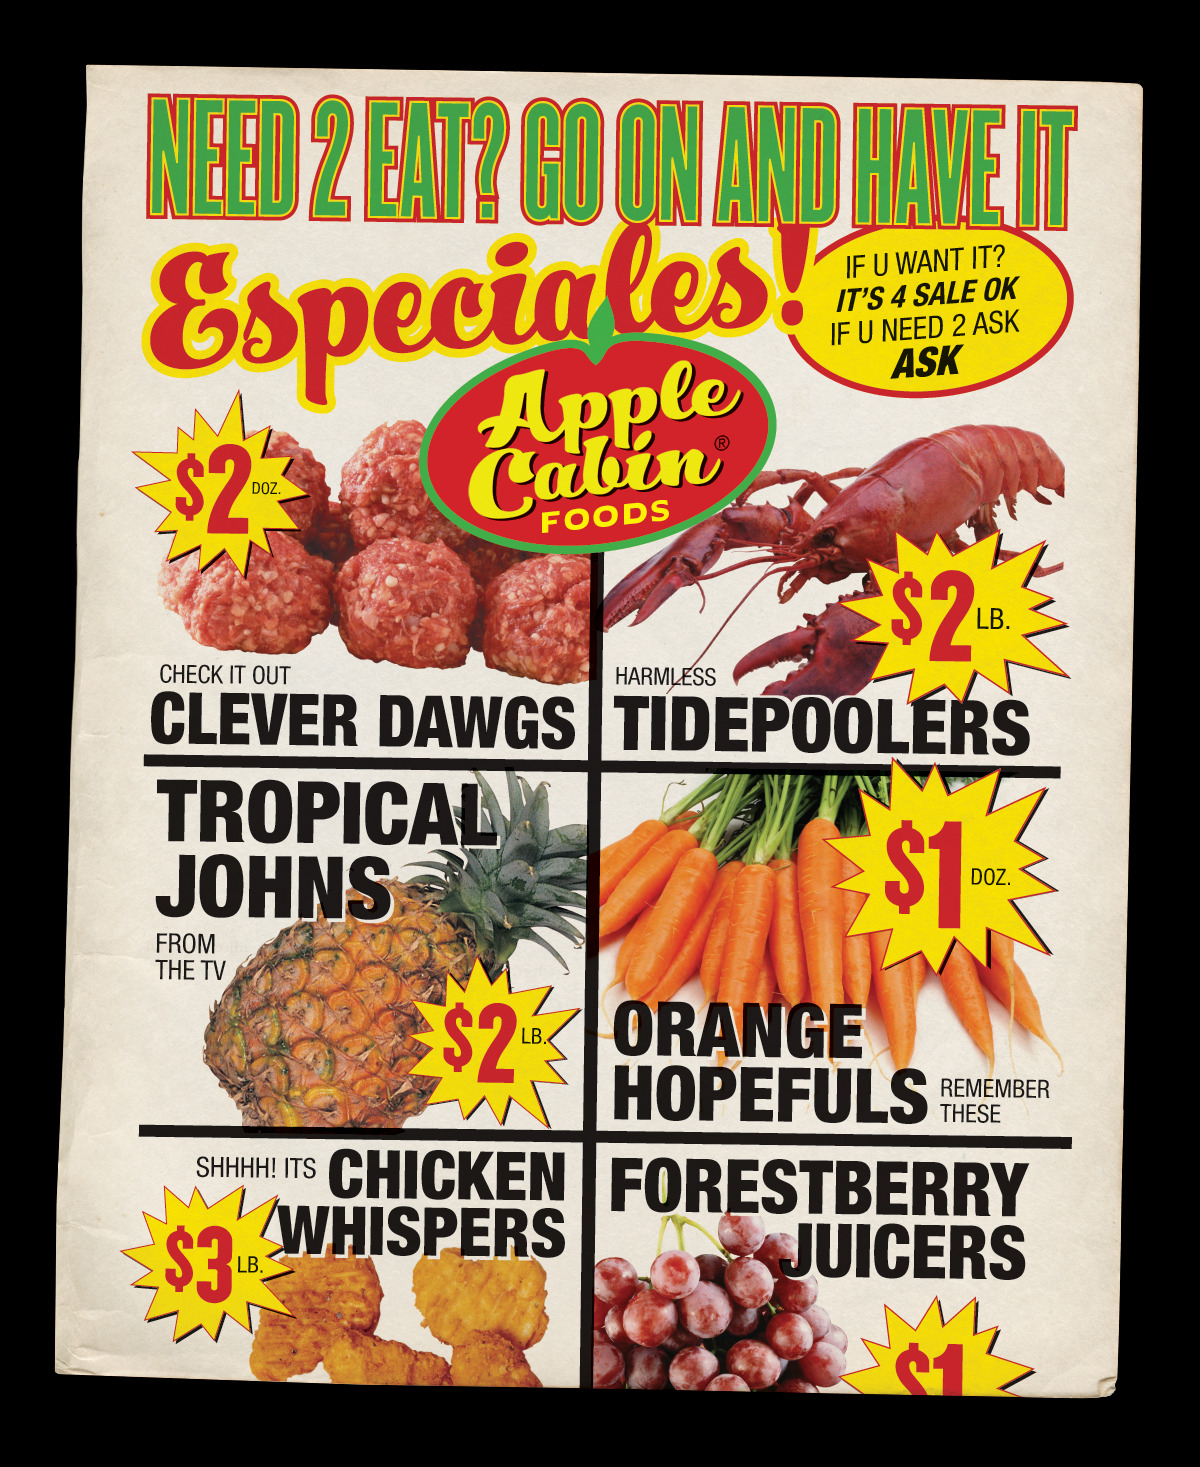 NEED 2 EAT? GO ON AND HAVE IT
Especiales!
IF U WANT IT?
IT'S 4 SALE OK
IF U NEED 2 ASK
ASK
Apple
Cabin®
FOODS
$2 DOZ.
CHECK IT OUT
CLEVER DAWGS
$2 LB.
HARMLESS
TIDEPOOLERS
TROPICAL
JOHNS
FROM
THE TV
$2 LB.
$1 DOZ.
ORANGE
HOPEFULS
REMEMBER
THESE
SHHHH! ITS CHICKEN
WHISPERS
$3 LB.
FORESTBERRY
JUICERS
$1